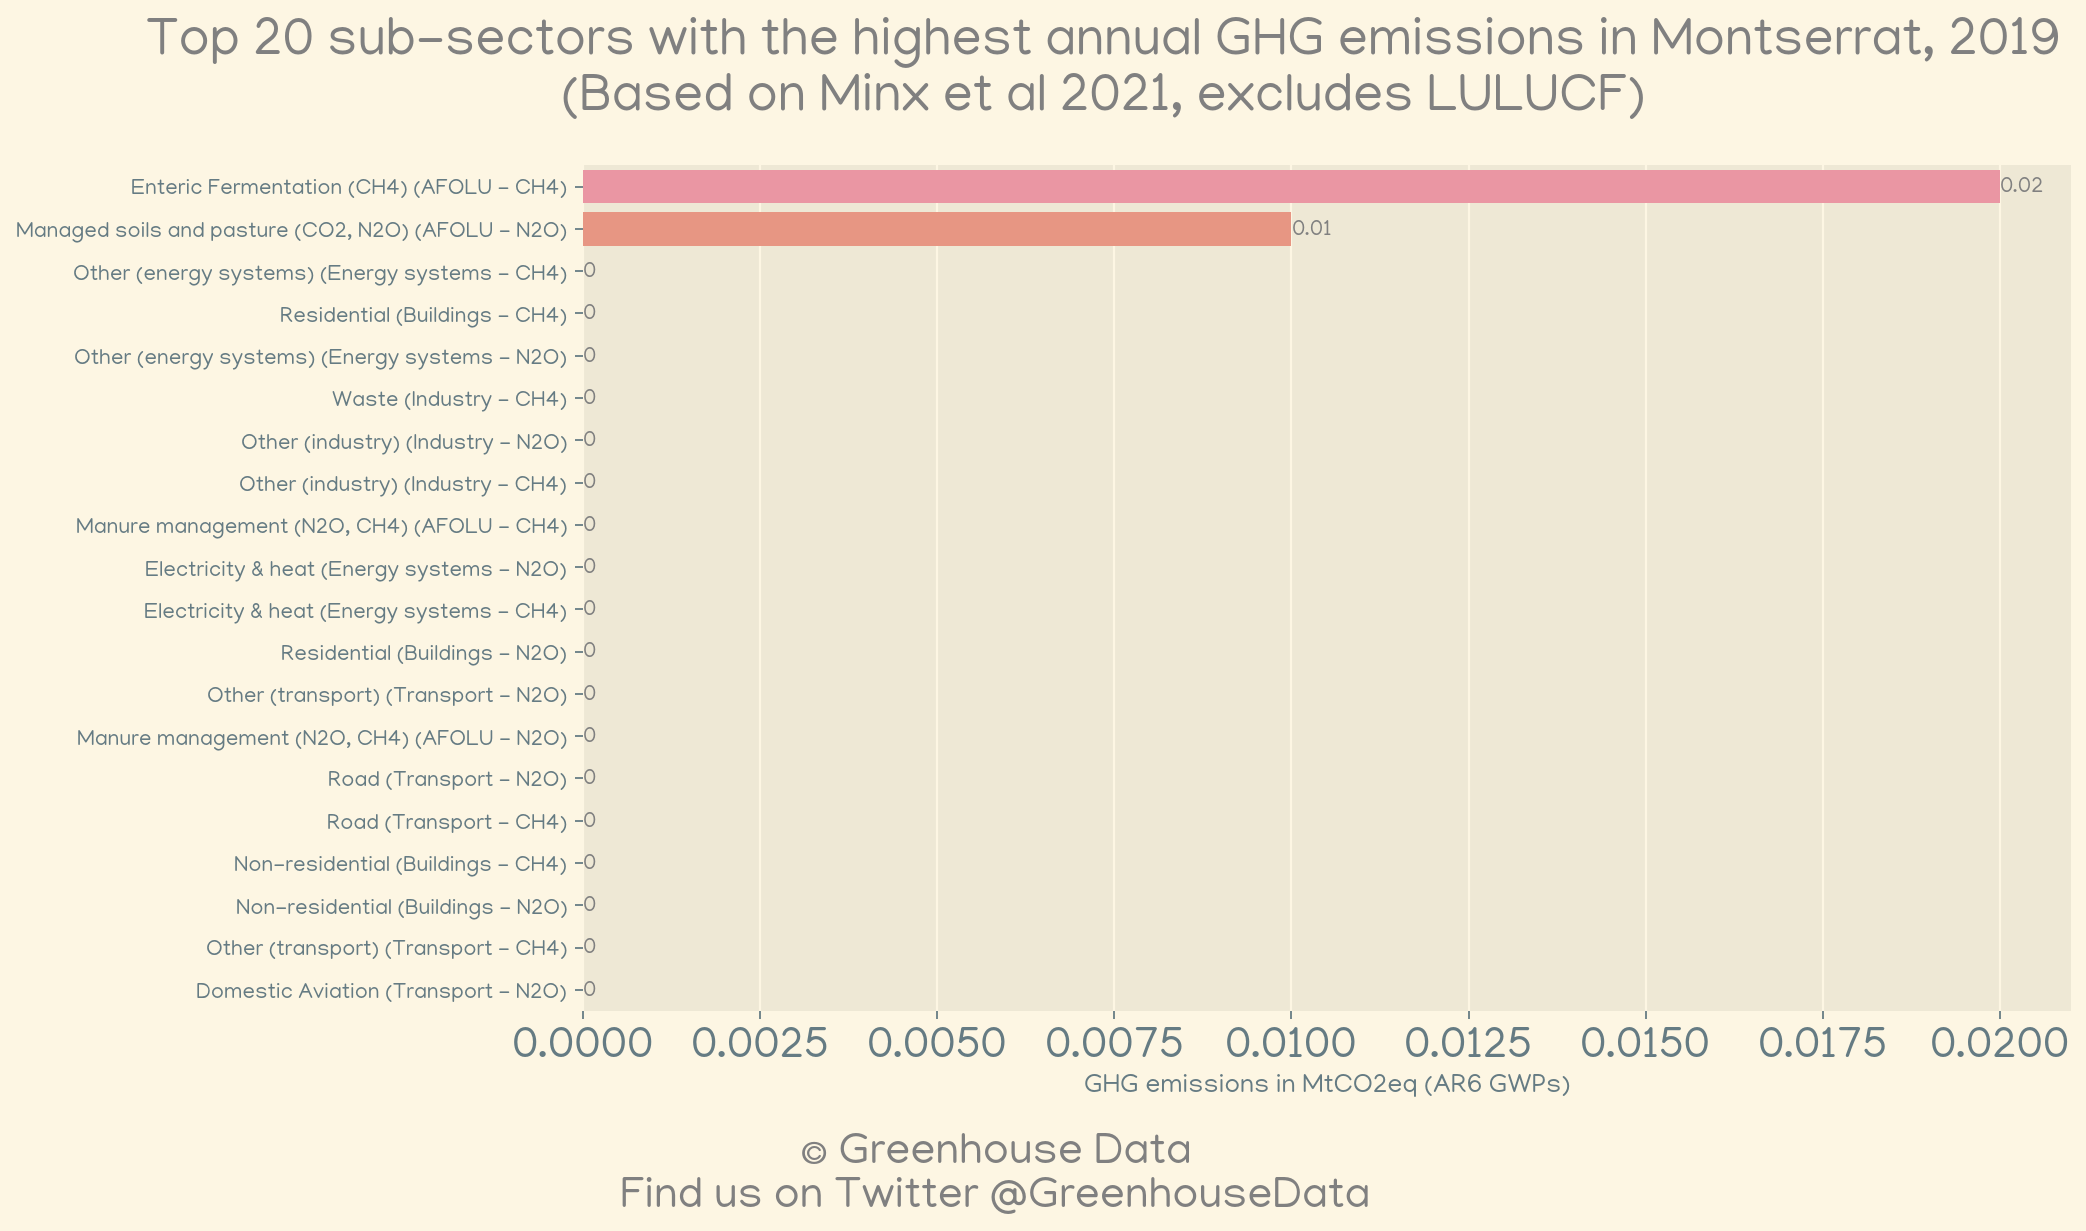 Top 20 sub-sectors with the highest annual GHG emissions in Montserrat, 2019
(Based on Minx et al 2021, excludes LULUCF)
Enteric Fermentation (CH4) (AFOLU - CH4) 0.02
Managed soils and pasture (CO2, N2O) (AFOLU - N2O) 0.01
Other (energy systems) (Energy systems - CH4) 0
Residential (Buildings - CH4) 0
Other (energy systems) (Energy systems - N2O) 0
Waste (Industry - CH4) 0
Other (industry) (Industry - N2O) 0
Other (industry) (Industry - CH4) 0
Manure management (N2O, CH4) (AFOLU - CH4) 0
Electricity & heat (Energy systems - N2O) 0
Electricity & heat (Energy systems - CH4) 0
Residential (Buildings - N2O) 0
Other (transport) (Transport - N2O) 0
Manure management (N2O, CH4) (AFOLU - N2O) 0
Road (Transport - N2O) 0
Road (Transport - CH4) 0
Non-residential (Buildings - CH4) 0
Non-residential (Buildings - N2O) 0
Other (transport) (Transport - CH4) 0
Domestic Aviation (Transport - N2O) 0
0.0000 0.0025 0.0050 0.0075 0.0100 0.0125 0.0150 0.0175 0.0200
GHG emissions in MtCO2eq (AR6 GWPs)
© Greenhouse Data
Find us on Twitter @GreenhouseData